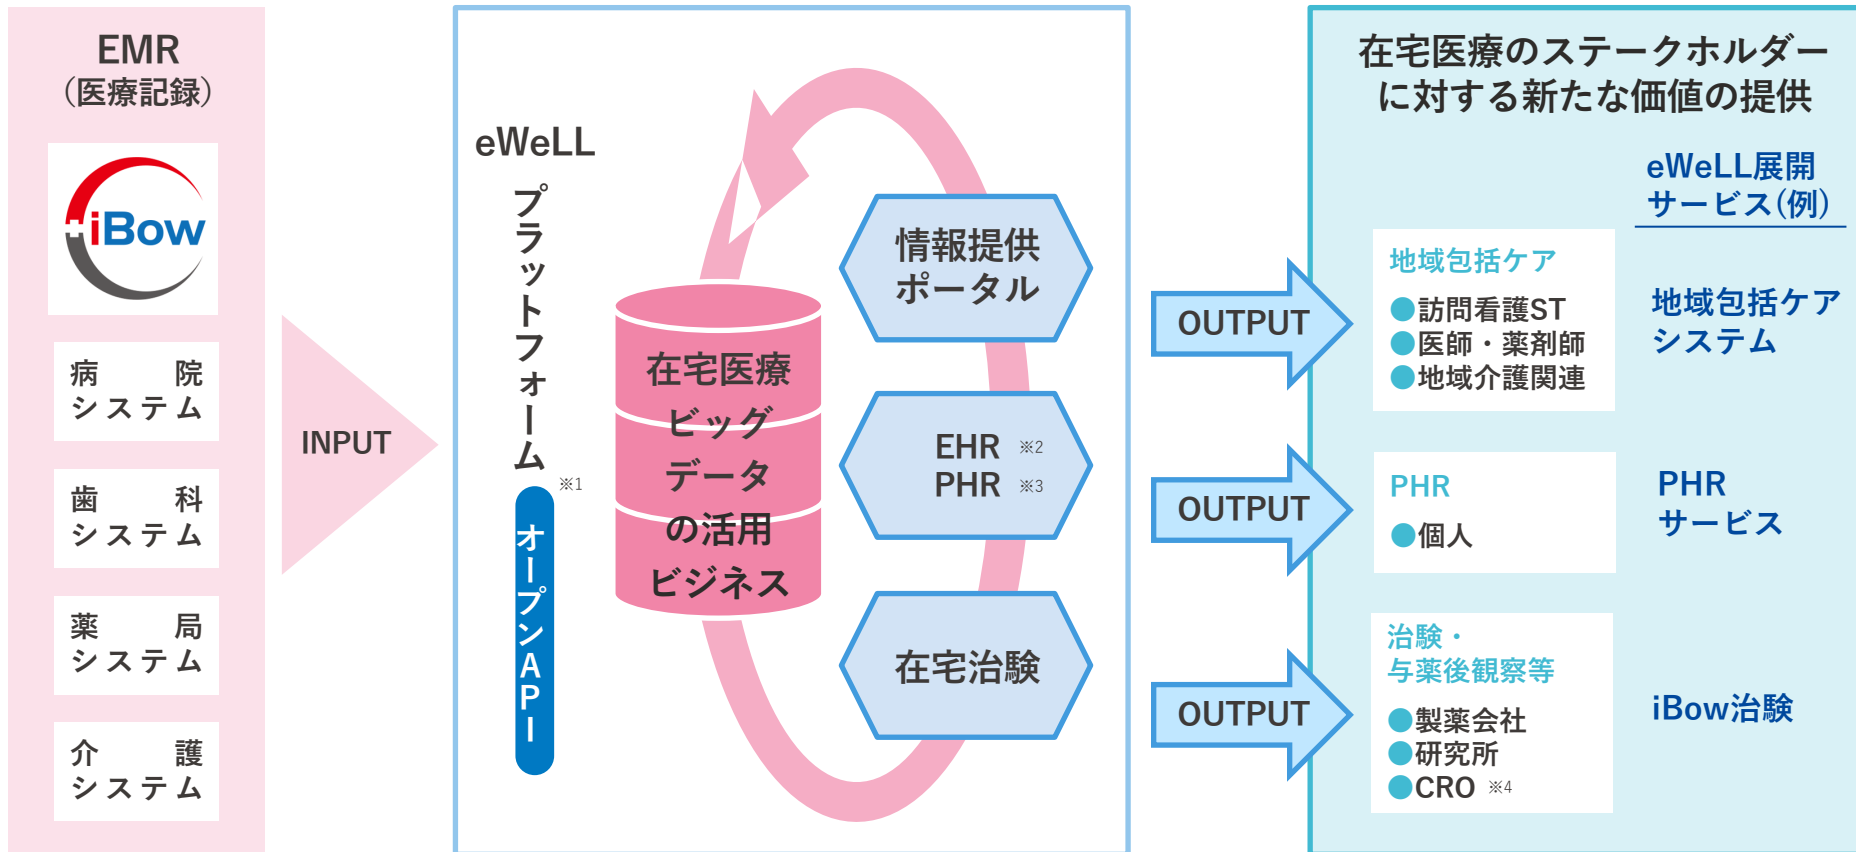 EMR
（医療記録）
iBow
病院
システム
歯科
システム
薬局
システム
介護
システム
INPUT
eWeLL
プラットフォーム
※1
オープンAPI
在宅医療
ビッグ
データ
の活用
ビジネス
情報提供
ポータル
EHR ※2
PHR ※3
在宅治験
OUTPUT
OUTPUT
OUTPUT
在宅医療のステークホルダー
に対する新たな価値の提供
eWeLL展開
サービス(例)
地域包括ケア
●訪問看護ST
●医師・薬剤師
●地域介護関連
地域包括ケア
システム
PHR
●個人
PHR
サービス
治験・
与薬後観察等
●製薬会社
●研究所
●CRO ※4
iBow治験